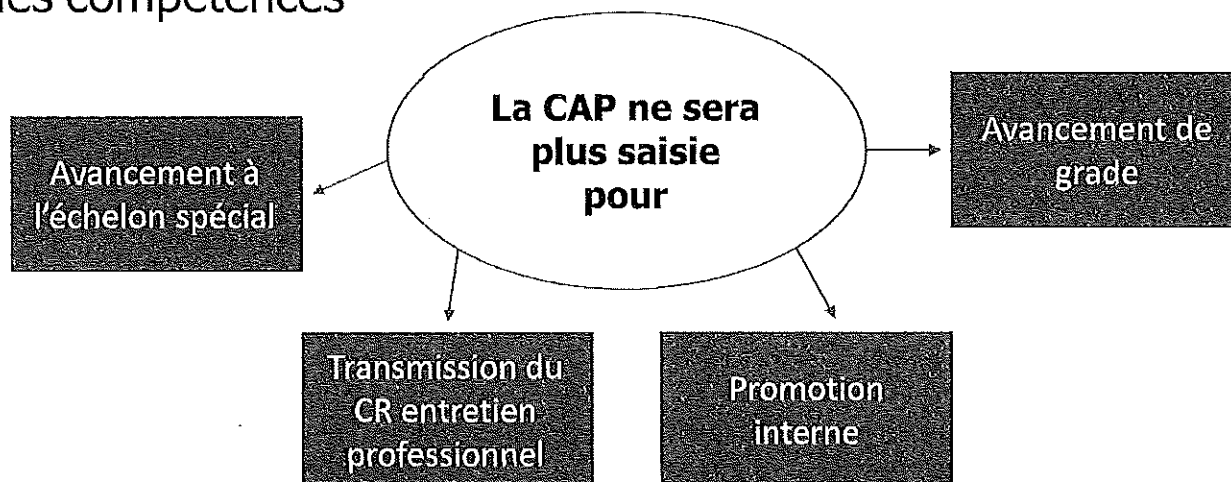 les compétences
La CAP ne sera
plus saisie
pour
Avancement à
l'échelon spécial
Avancement de
grade
Transmission du
CR entretien
professionnel
Promotion
interne